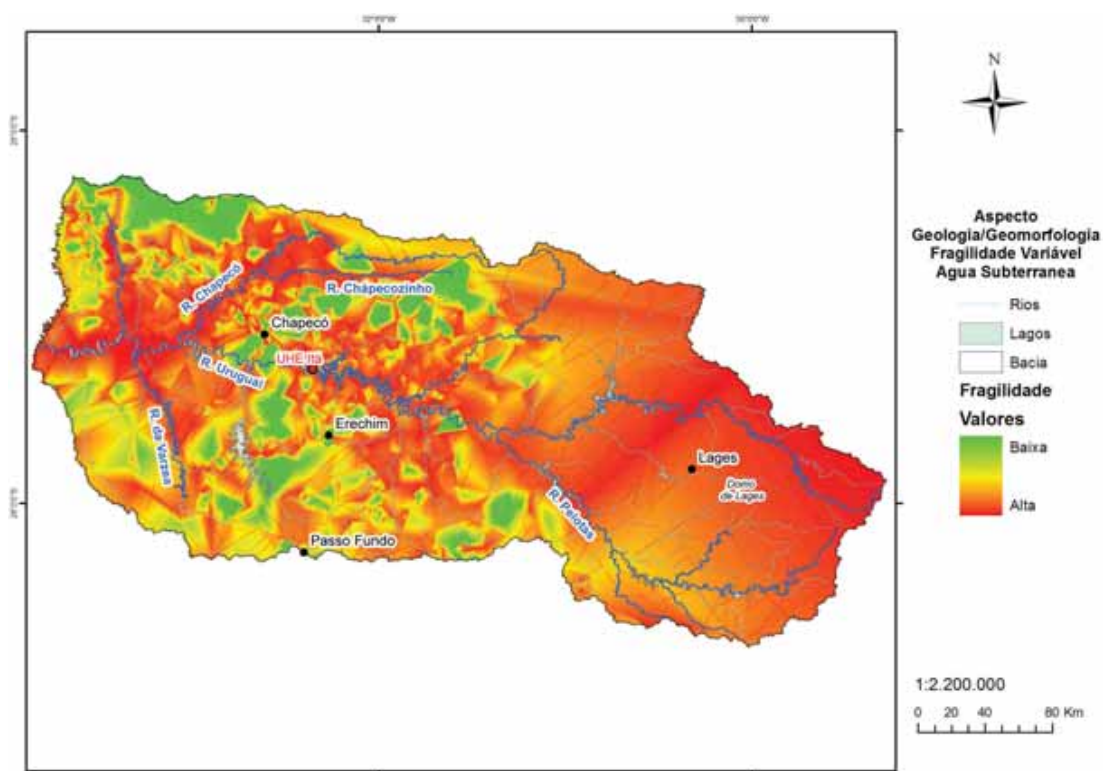 N
Aspecto
Geologia/Geomorfologia
Fragilidade Variável
Agua Subterranea
Rios
Lagos
Bacia
Fragilidade
Valores
Baixa
Alta
1:2.200.000
0 20 40 80 Km
R. Chapecó
R. Chapecozinho
Chapecó
UHE Itá
R. Uruguai
Erechim
R. da Varzea
Lages
Domo
de Lages
R. Pelotas
Passo Fundo